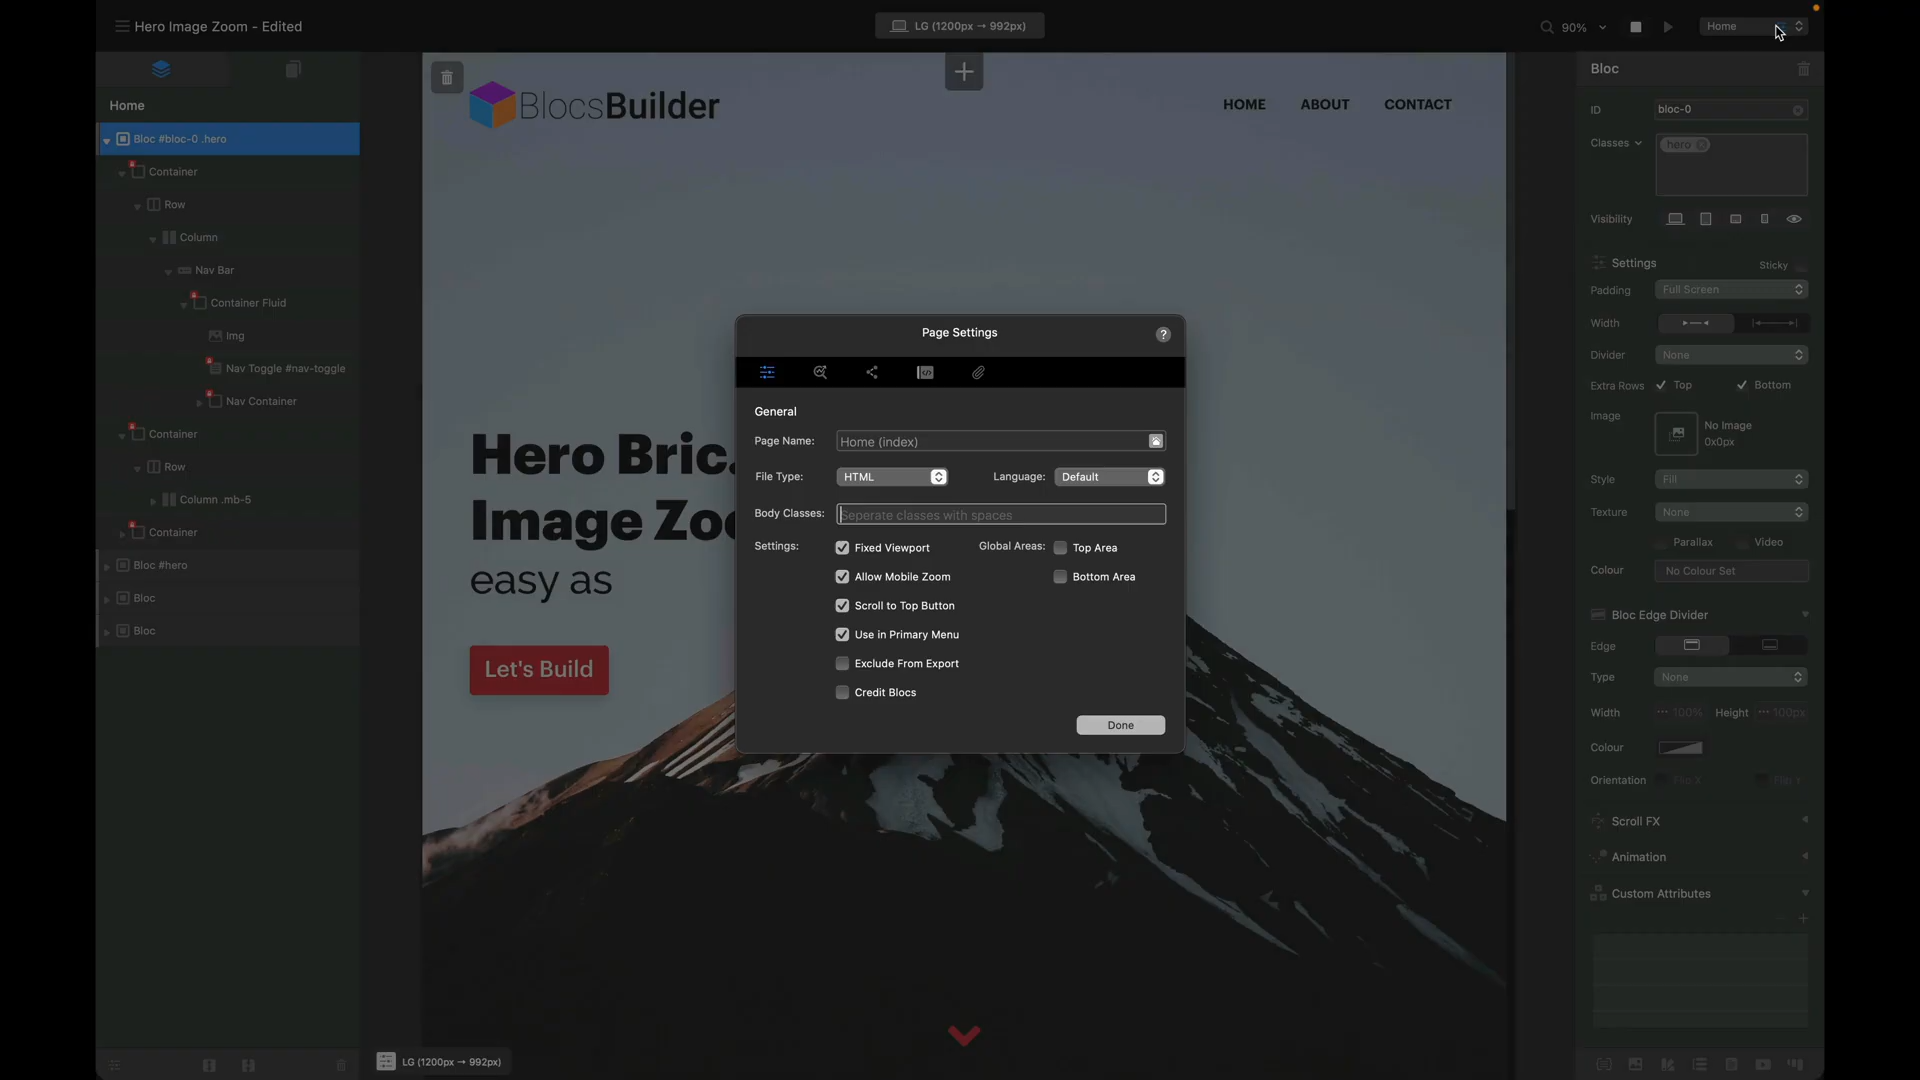 Hero Image Zoom - Edited
LG (1200px → 992px)
90%
Home
Home
Bloc #bloc-0 .hero
Container
Row
Column
Nav Bar
Container Fluid
Img
Nav Toggle #nav-toggle
Nav Container
Container
Row
Column .mb-5
Container
Bloc #hero
Bloc
Bloc
BlocsBuilder
HOME ABOUT CONTACT
Hero Bric.
Image Zoo
easy as
Let's Build
LG (1200px → 992px)
Page Settings
?
General
Page Name: Home (index)
File Type: HTML Language: Default
Body Classes: Seperate classes with spaces
Settings: Fixed Viewport Global Areas: Top Area
Allow Mobile Zoom Bottom Area
Scroll to Top Button
Use in Primary Menu
Exclude From Export
Credit Blocs
Done
Bloc
ID bloc-0
Classes hero
Visibility
Settings Sticky
Padding Full Screen
Width
Divider None
Extra Rows Top Bottom
Image No Image
0x0px
Style Fill
Texture None
Parallax Video
Colour No Colour Set
Bloc Edge Divider
Edge
Type None
Width 100% Height 100px
Colour
Orientation Flip X Flip Y
Scroll FX
Animation
Custom Attributes